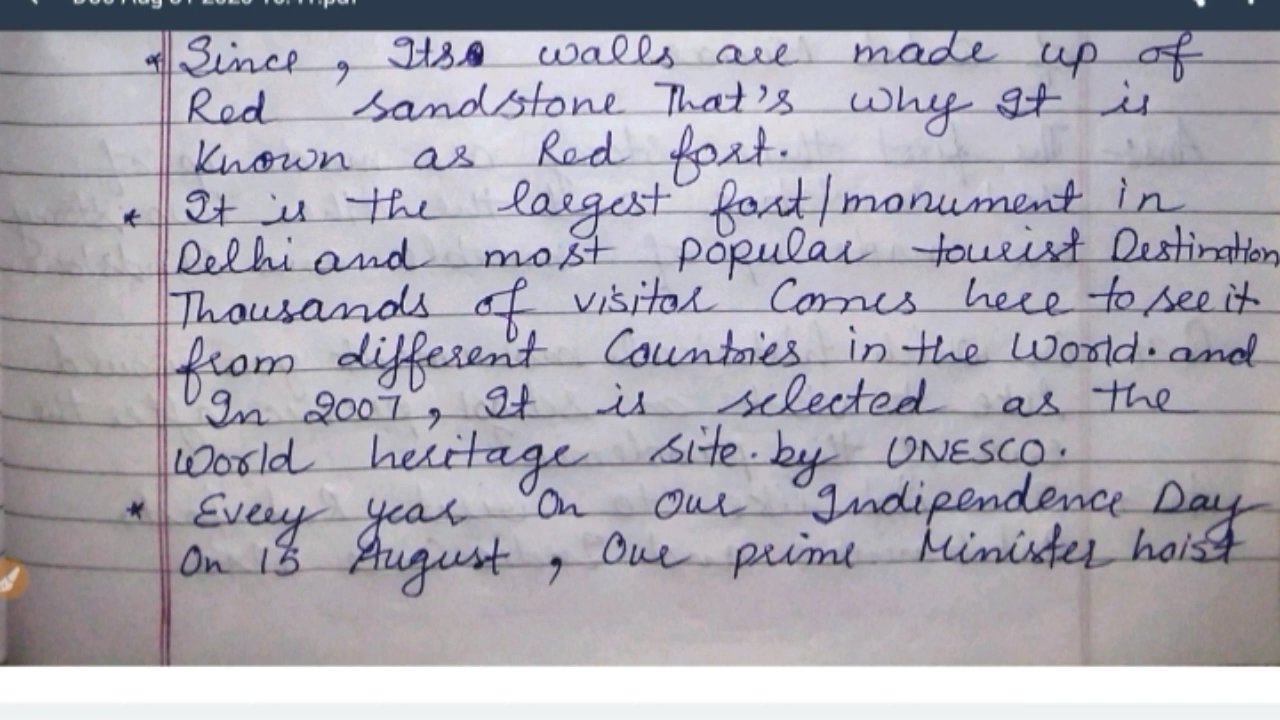 * Since, Its walls are made up of
Red sandstone That's why It is
Known as Red fort.
* It is the largest fort/monument in
Delhi and most popular tourist Destination
Thousands of visitor Comes here to see it
from different Countries in the World. and
In 2007, It is selected as the
World heritage site. by UNESCO.
* Every year On Our Indipendence Day
On 15 August, Our prime Minister hoist